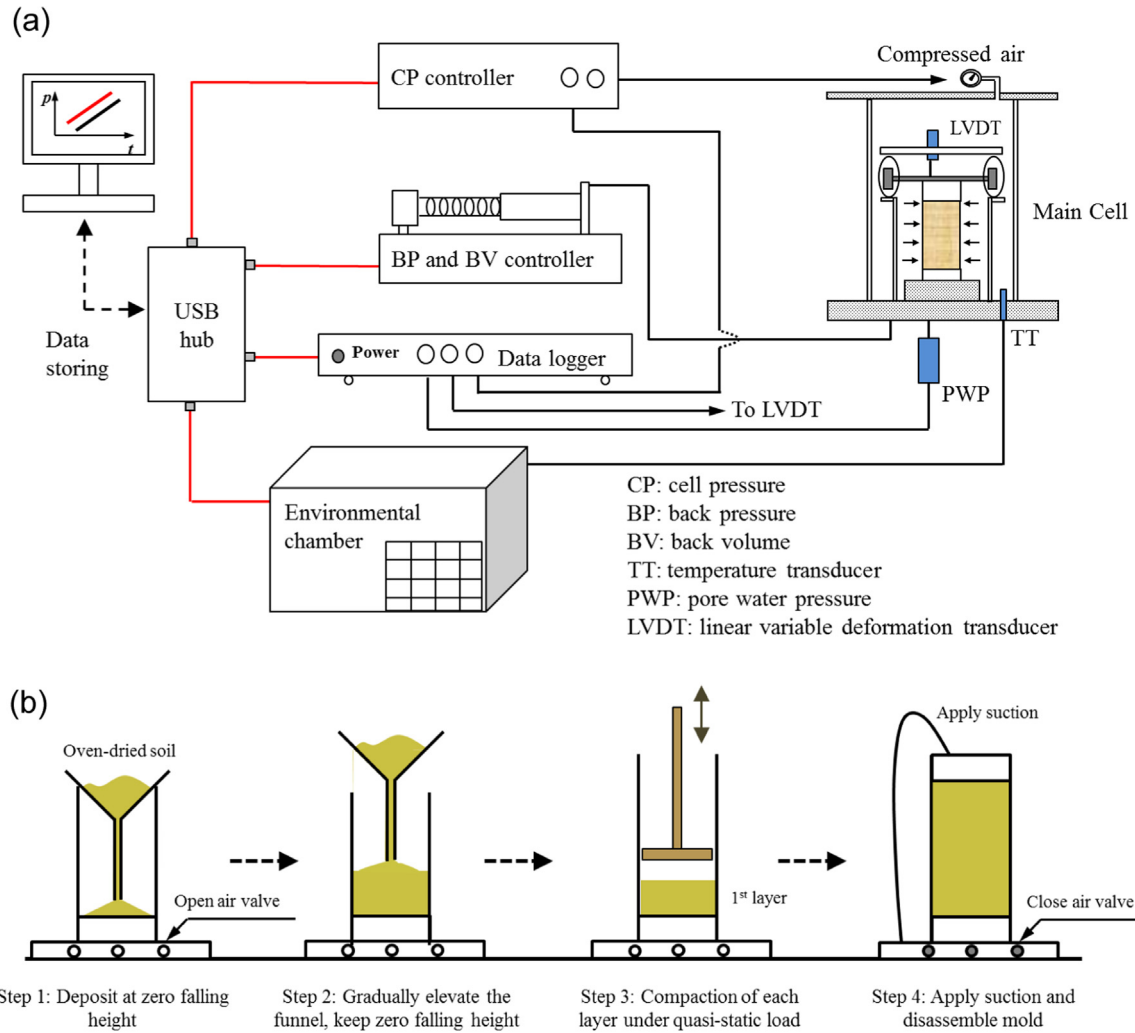 (a)
CP controller
Compressed air
p
t
LVDT
Main Cell
BP and BV controller
USB
hub
Data
storing
Power
Data logger
TT
PWP
To LVDT
Environmental
chamber
CP: cell pressure
BP: back pressure
BV: back volume
TT: temperature transducer
PWP: pore water pressure
LVDT: linear variable deformation transducer
(b)
Oven-dried soil
Apply suction
Open air valve
1st layer
Close air valve
Step 1: Deposit at zero falling
height
Step 2: Gradually elevate the
funnel, keep zero falling height
Step 3: Compaction of each
layer under quasi-static load
Step 4: Apply suction and
disassemble mold